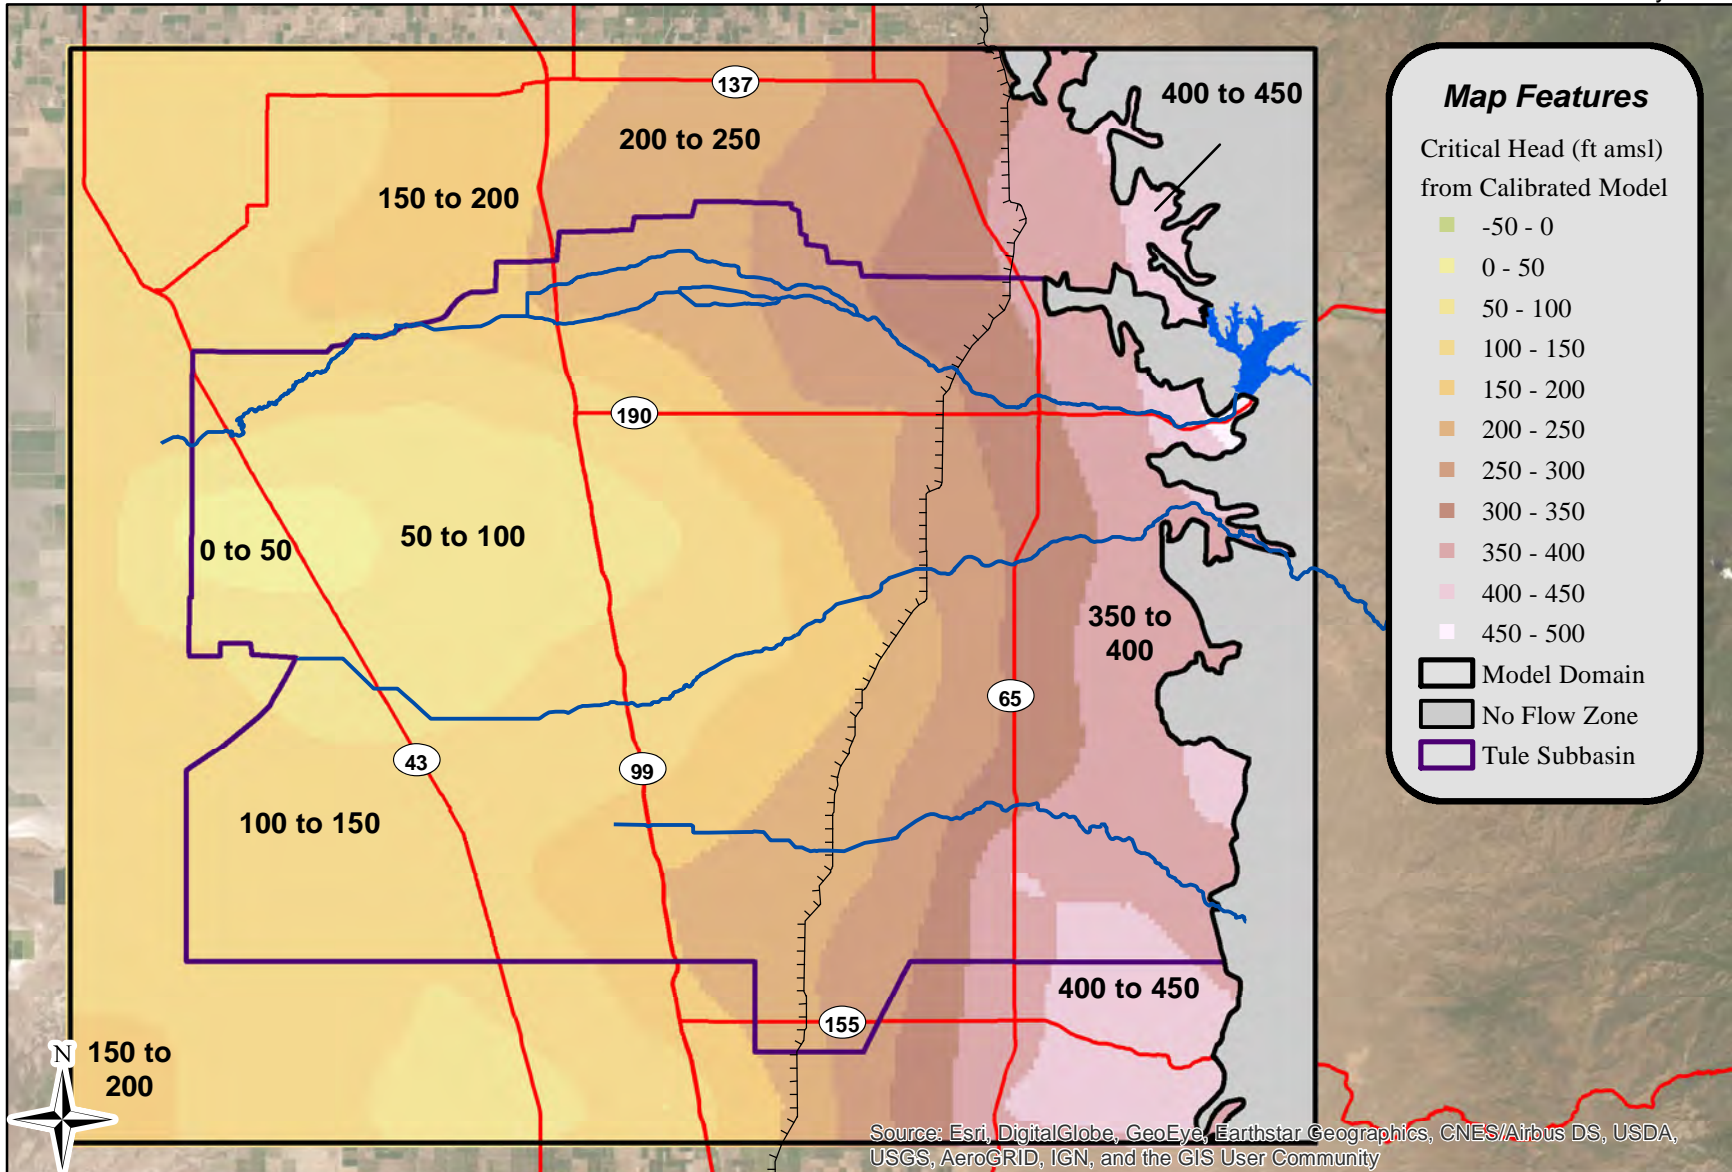 137
400 to 450
200 to 250
150 to 200
190
0 to 50
50 to 100
350 to
400
65
43
99
100 to 150
400 to 450
155
150 to
200
N
Map Features
Critical Head (ft amsl)
from Calibrated Model
-50 - 0
0 - 50
50 - 100
100 - 150
150 - 200
200 - 250
250 - 300
300 - 350
350 - 400
400 - 450
450 - 500
Model Domain
No Flow Zone
Tule Subbasin
Source: Esri, DigitalGlobe, GeoEye, Earthstar Geographics, CNES/Airbus DS, USDA,
USGS, AeroGRID, IGN, and the GIS User Community